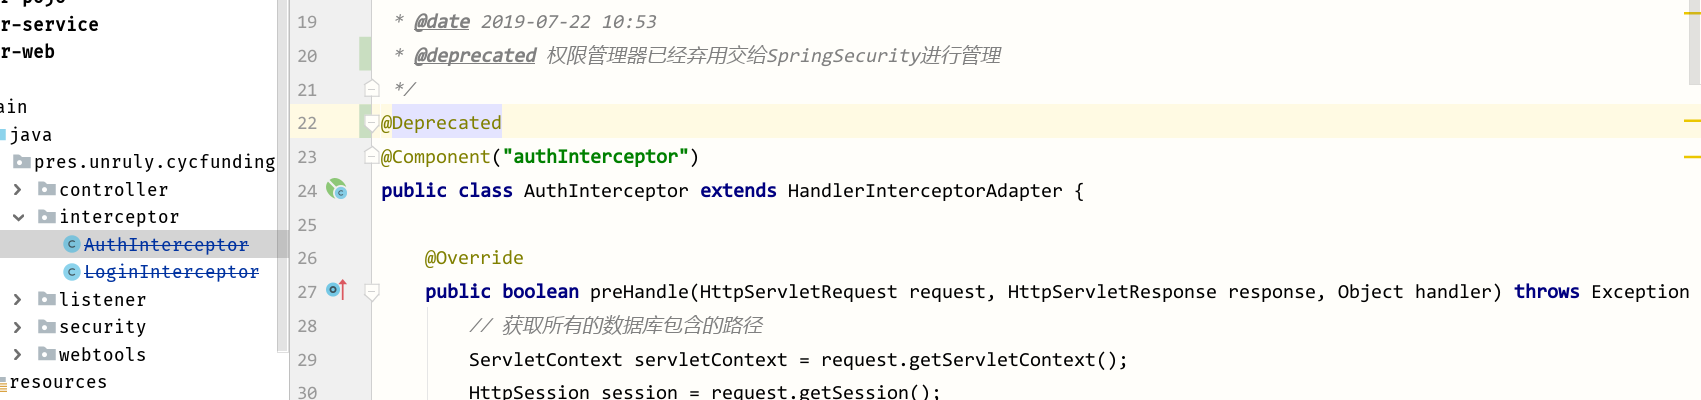 r-service
r-web
ain
java
pres.unruly.cycfunding
controller
interceptor
AuthInterceptor
LoginInterceptor
listener
security
webtools
resources
19 * @date 2019-07-22 10:53
20 * @deprecated 权限管理器已经弃用交给SpringSecurity进行管理
21 */
22 @Deprecated
23 @Component("authInterceptor")
24 public class AuthInterceptor extends HandlerInterceptorAdapter {
25
26 @Override
27 public boolean preHandle(HttpServletRequest request, HttpServletResponse response, Object handler) throws Exception
28 // 获取所有的数据库包含的路径
29 ServletContext servletContext = request.getServletContext();
30 HttpSession session = request.getSession();